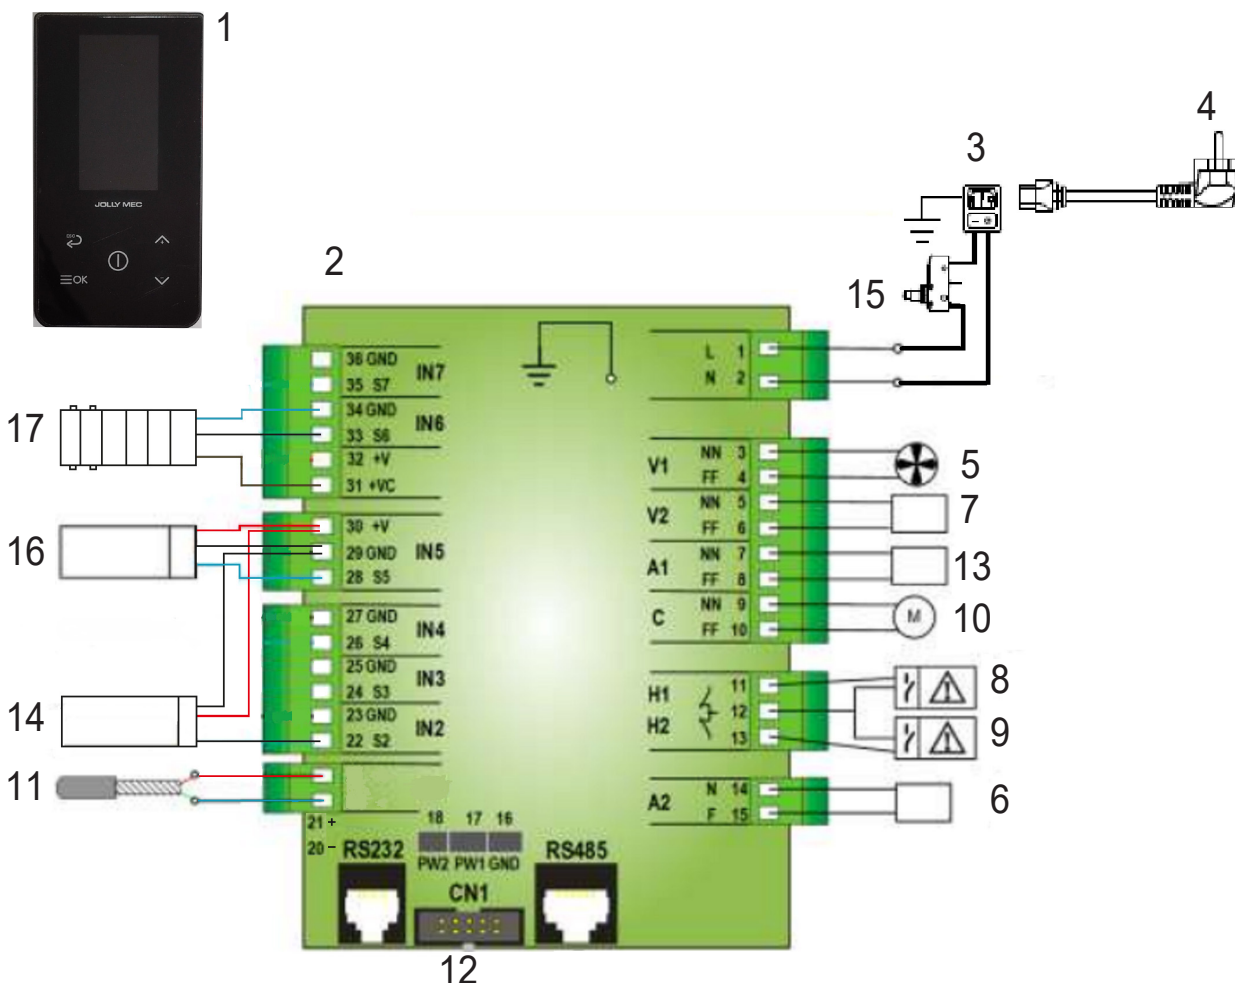 1
JOLLY MEC
ESC
OK
2
3
4
15
36 GND
35 S7
IN7
34 GND
33 S6
IN6
32 +V
31 +VC
30 +V
29 GND
28 S5
IN5
27 GND
26 S4
IN4
25 GND
24 S3
IN3
23 GND
22 S2
IN2
21 +
20 –
17
16
14
11
L 1
N 2
V1
NN 3
FF 4
V2
NN 5
FF 6
A1
NN 7
FF 8
C
NN 9
FF 10
H1
H2
11
12
13
A2
N 14
F 15
5
7
13
10
M
8
9
6
18 17 16
PW2 PW1 GND
RS232
RS485
CN1
12